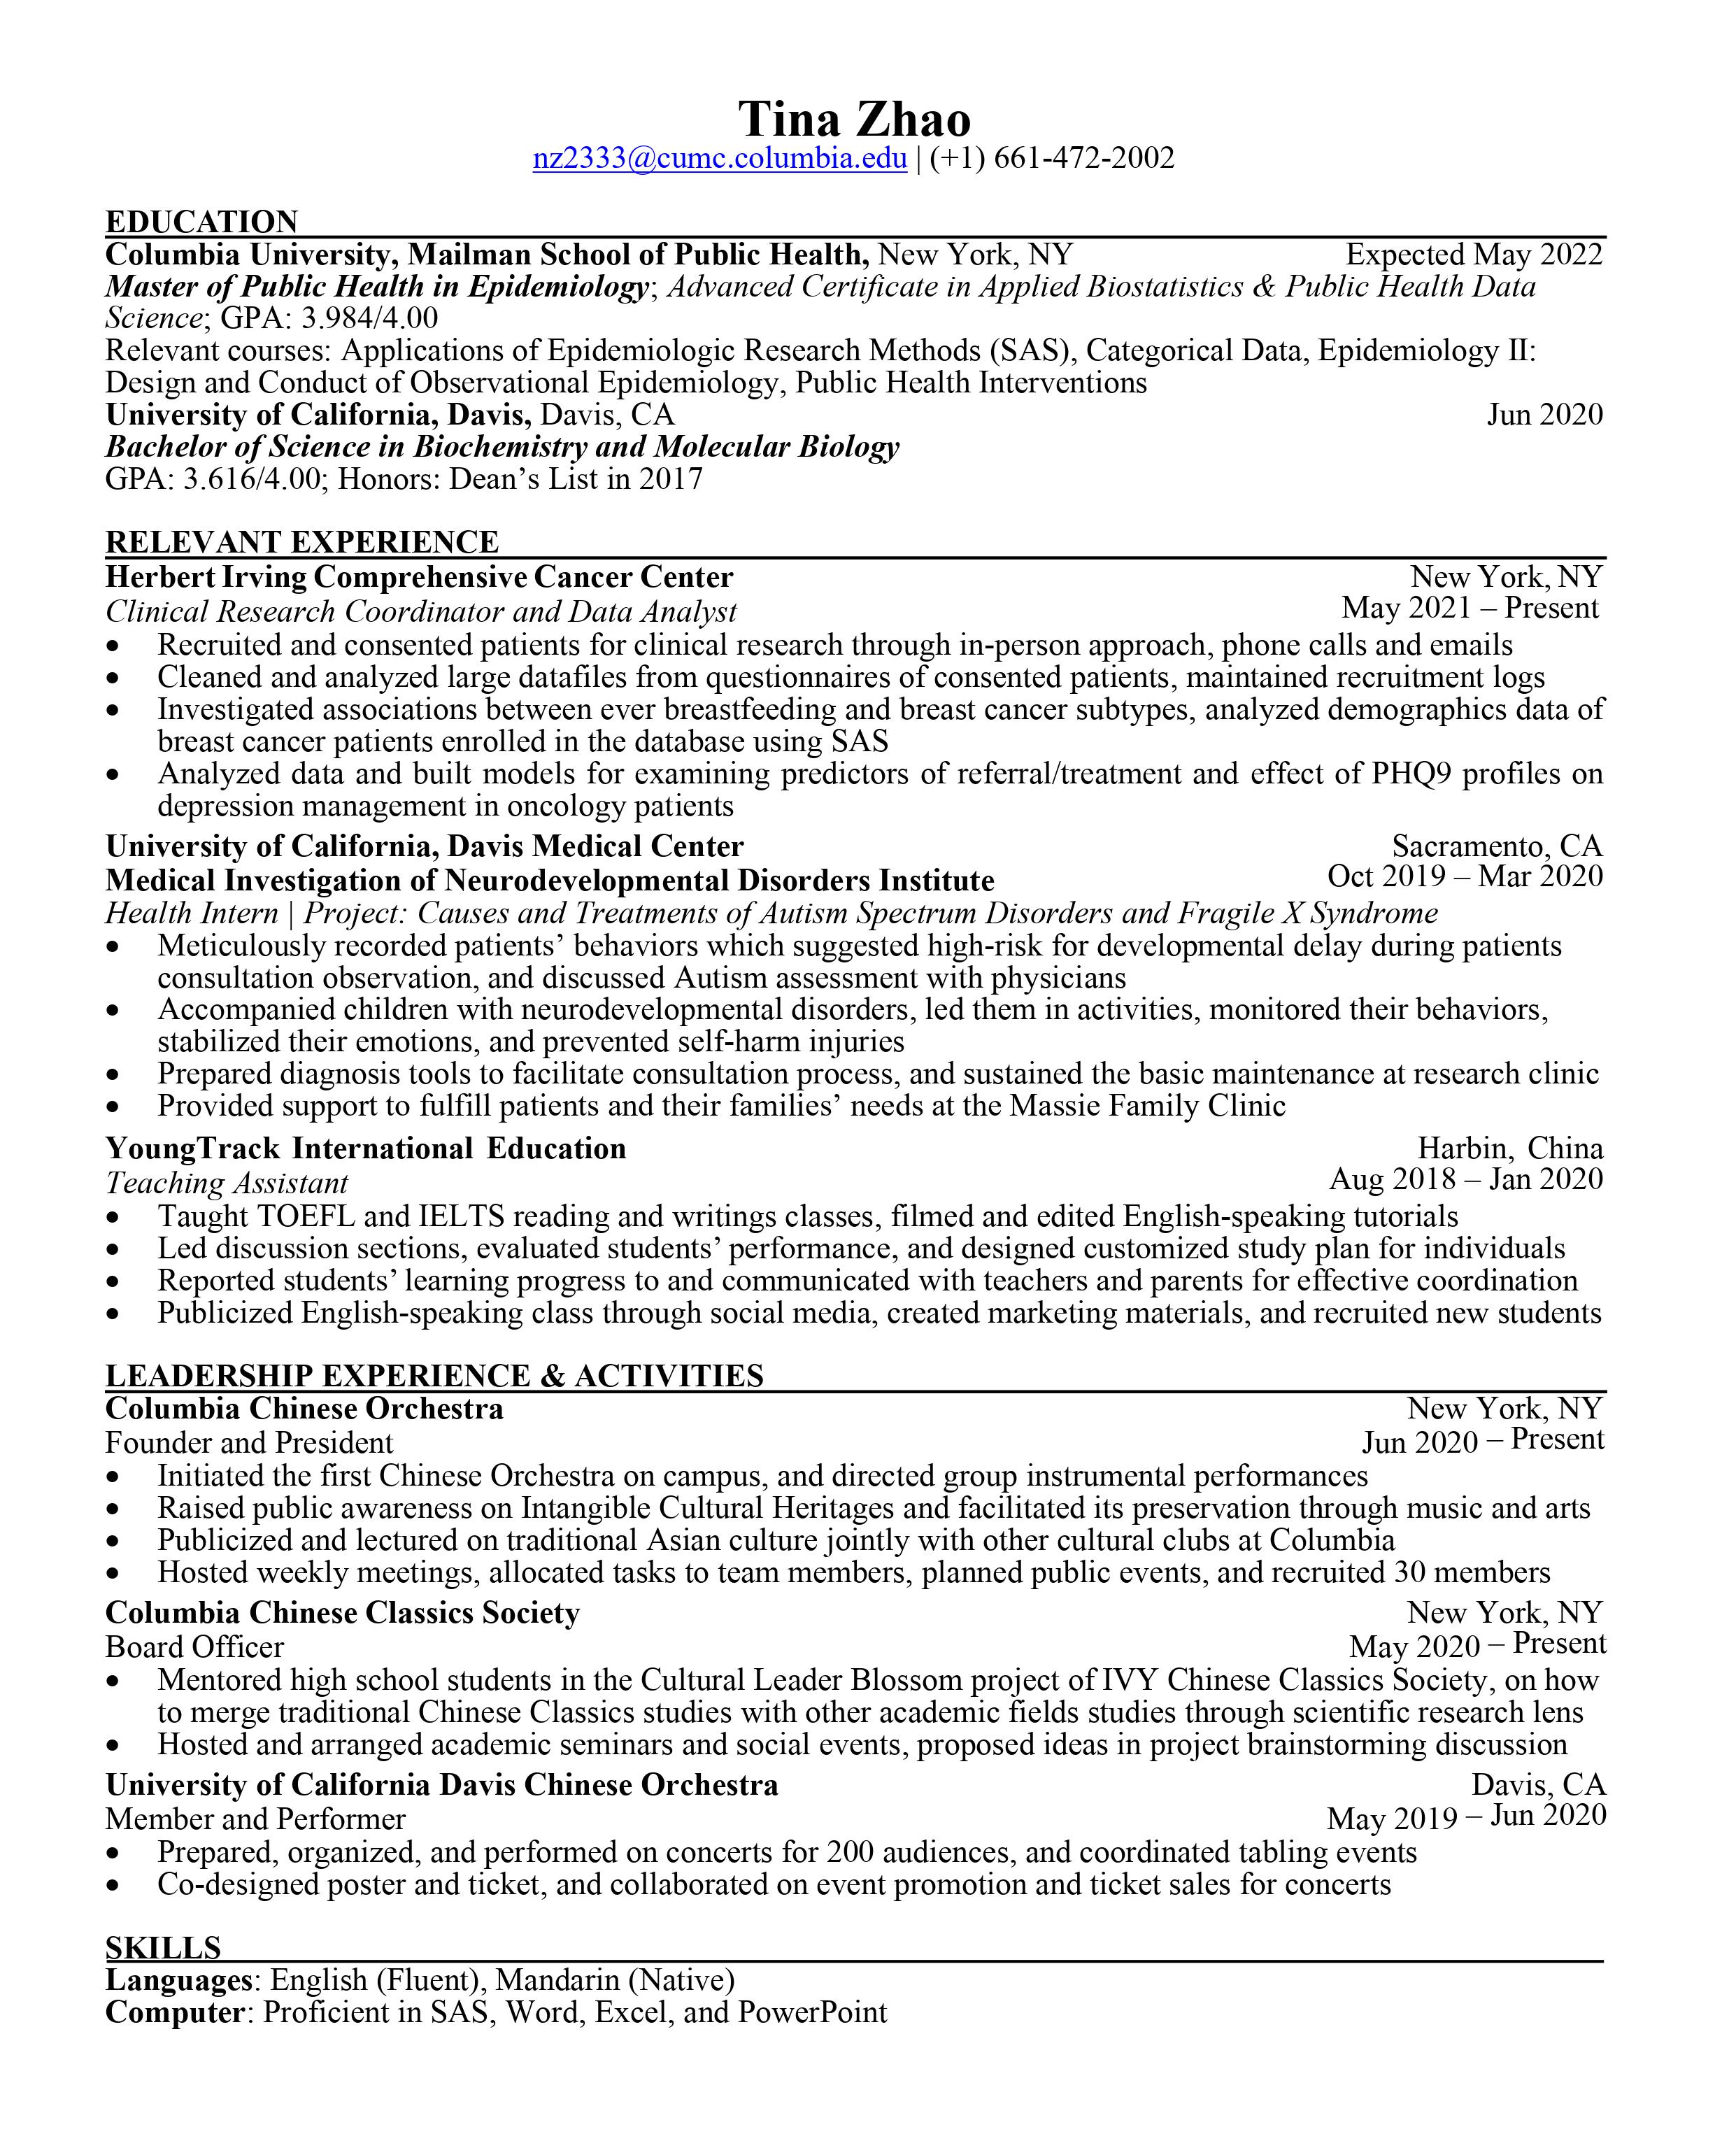 Tina Zhao
nz2333@cumc.columbia.edu | (+1) 661-472-2002
EDUCATION
Columbia University, Mailman School of Public Health, New York, NY Expected May 2022
Master of Public Health in Epidemiology; Advanced Certificate in Applied Biostatistics & Public Health Data
Science; GPA: 3.984/4.00
Relevant courses: Applications of Epidemiologic Research Methods (SAS), Categorical Data, Epidemiology II:
Design and Conduct of Observational Epidemiology, Public Health Interventions
University of California, Davis, Davis, CA Jun 2020
Bachelor of Science in Biochemistry and Molecular Biology
GPA: 3.616/4.00; Honors: Dean’s List in 2017
RELEVANT EXPERIENCE
Herbert Irving Comprehensive Cancer Center New York, NY
Clinical Research Coordinator and Data Analyst May 2021 – Present
• Recruited and consented patients for clinical research through in-person approach, phone calls and emails
• Cleaned and analyzed large datafiles from questionnaires of consented patients, maintained recruitment logs
• Investigated associations between ever breastfeeding and breast cancer subtypes, analyzed demographics data of
breast cancer patients enrolled in the database using SAS
• Analyzed data and built models for examining predictors of referral/treatment and effect of PHQ9 profiles on
depression management in oncology patients
University of California, Davis Medical Center Sacramento, CA
Medical Investigation of Neurodevelopmental Disorders Institute Oct 2019 – Mar 2020
Health Intern | Project: Causes and Treatments of Autism Spectrum Disorders and Fragile X Syndrome
• Meticulously recorded patients’ behaviors which suggested high-risk for developmental delay during patients
consultation observation, and discussed Autism assessment with physicians
• Accompanied children with neurodevelopmental disorders, led them in activities, monitored their behaviors,
stabilized their emotions, and prevented self-harm injuries
• Prepared diagnosis tools to facilitate consultation process, and sustained the basic maintenance at research clinic
• Provided support to fulfill patients and their families’ needs at the Massie Family Clinic
YoungTrack International Education Harbin, China
Teaching Assistant Aug 2018 – Jan 2020
• Taught TOEFL and IELTS reading and writings classes, filmed and edited English-speaking tutorials
• Led discussion sections, evaluated students’ performance, and designed customized study plan for individuals
• Reported students’ learning progress to and communicated with teachers and parents for effective coordination
• Publicized English-speaking class through social media, created marketing materials, and recruited new students
LEADERSHIP EXPERIENCE & ACTIVITIES
Columbia Chinese Orchestra New York, NY
Founder and President Jun 2020 – Present
• Initiated the first Chinese Orchestra on campus, and directed group instrumental performances
• Raised public awareness on Intangible Cultural Heritages and facilitated its preservation through music and arts
• Publicized and lectured on traditional Asian culture jointly with other cultural clubs at Columbia
• Hosted weekly meetings, allocated tasks to team members, planned public events, and recruited 30 members
Columbia Chinese Classics Society New York, NY
Board Officer May 2020 – Present
• Mentored high school students in the Cultural Leader Blossom project of IVY Chinese Classics Society, on how
to merge traditional Chinese Classics studies with other academic fields studies through scientific research lens
• Hosted and arranged academic seminars and social events, proposed ideas in project brainstorming discussion
University of California Davis Chinese Orchestra Davis, CA
Member and Performer May 2019 – Jun 2020
• Prepared, organized, and performed on concerts for 200 audiences, and coordinated tabling events
• Co-designed poster and ticket, and collaborated on event promotion and ticket sales for concerts
SKILLS
Languages: English (Fluent), Mandarin (Native)
Computer: Proficient in SAS, Word, Excel, and PowerPoint